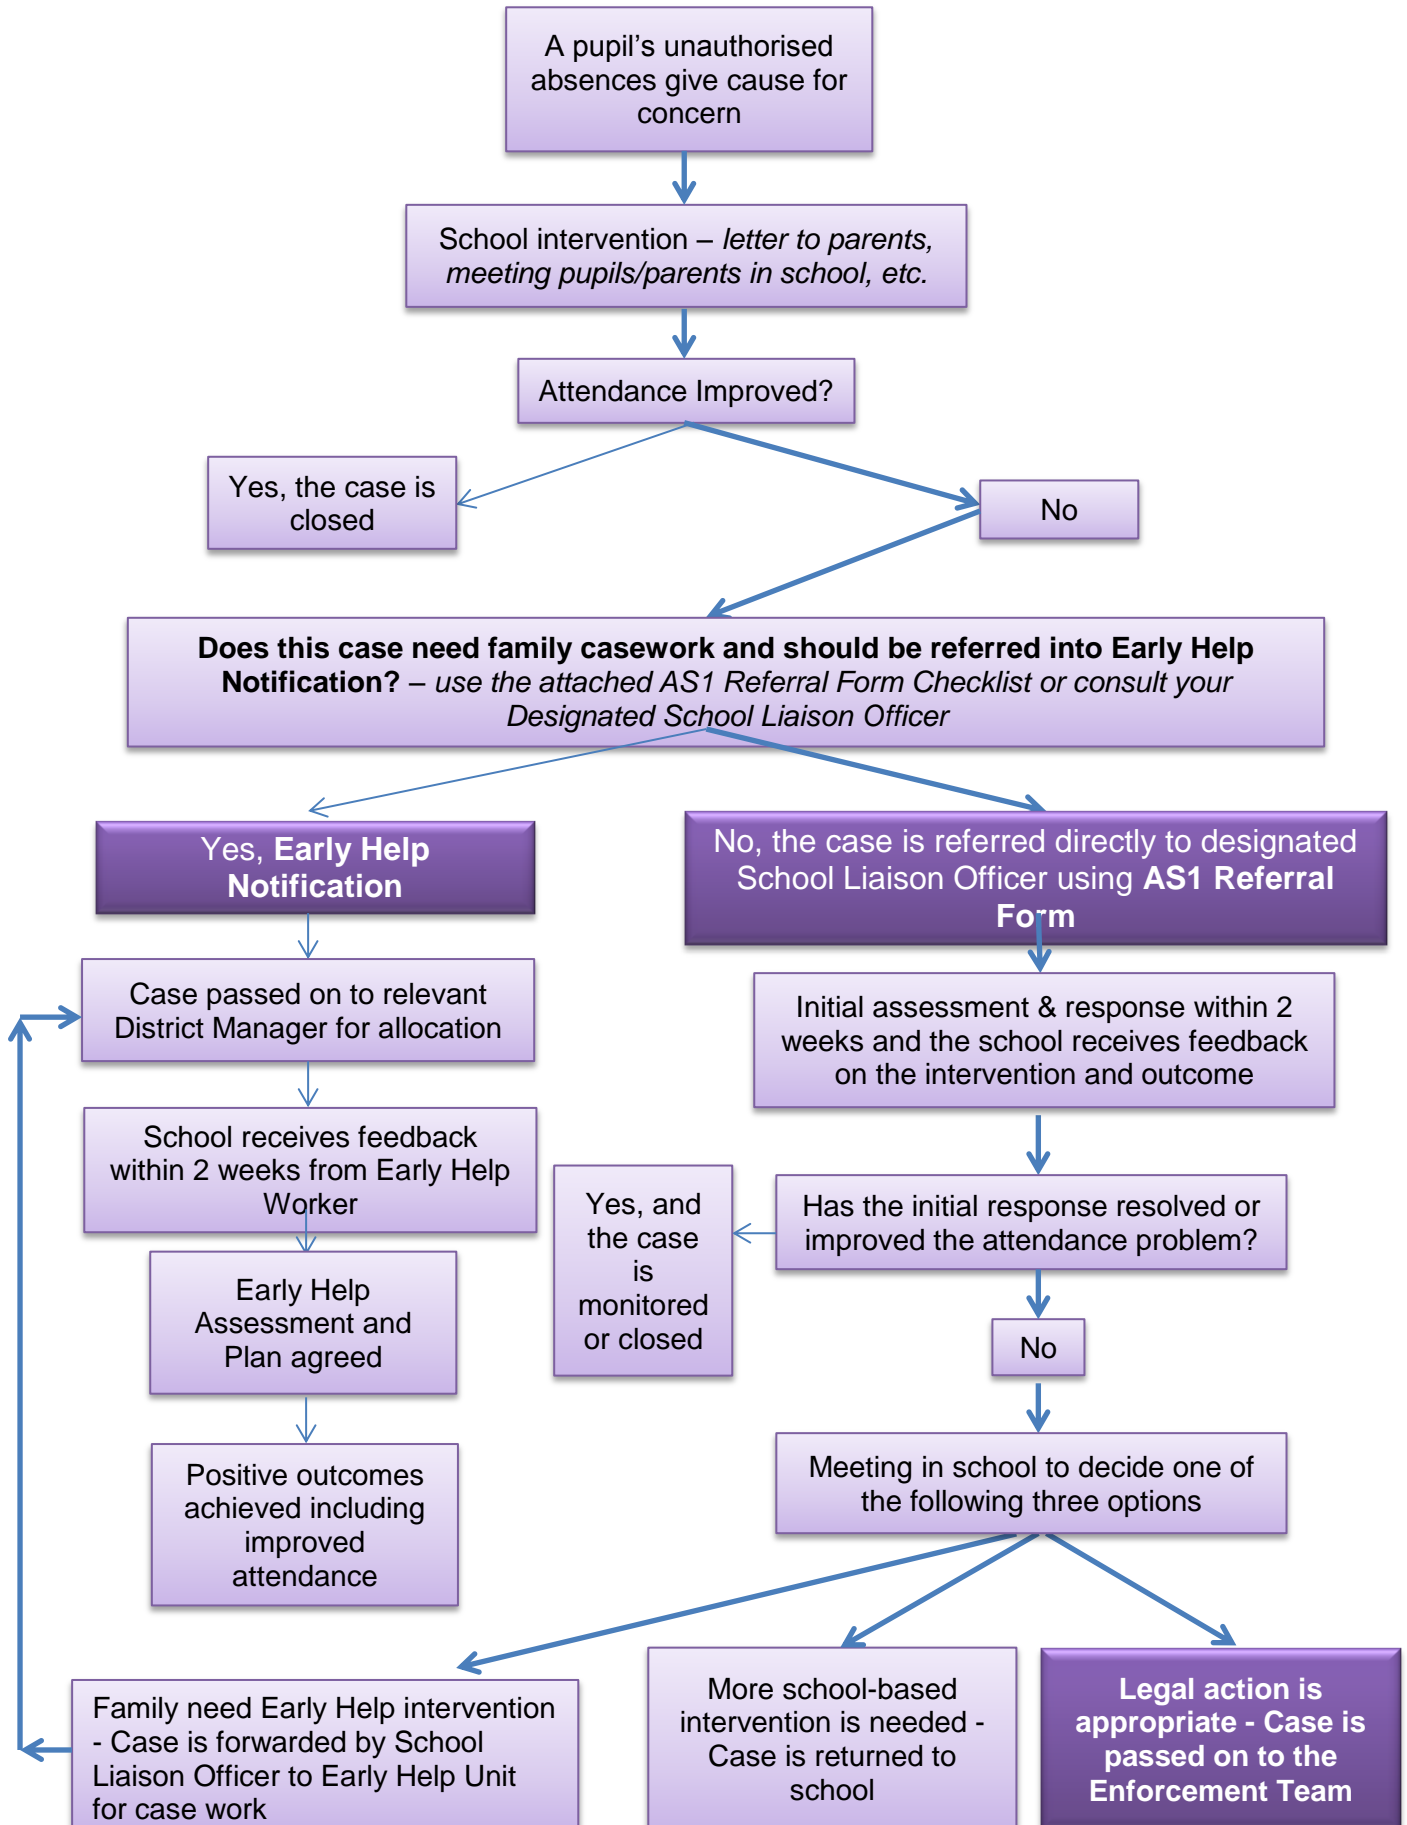 A pupil’s unauthorised
absences give cause for
concern
School intervention – letter to parents,
meeting pupils/parents in school, etc.
Attendance Improved?
Yes, the case is
closed
No
Does this case need family casework and should be referred into Early Help
Notification? – use the attached AS1 Referral Form Checklist or consult your
Designated School Liaison Officer
Yes, Early Help
Notification
No, the case is referred directly to designated
School Liaison Officer using AS1 Referral
Form
Case passed on to relevant
District Manager for allocation
Initial assessment & response within 2
weeks and the school receives feedback
on the intervention and outcome
School receives feedback
within 2 weeks from Early Help
Worker
Yes, and
the case
is
monitored
or closed
Has the initial response resolved or
improved the attendance problem?
Early Help
Assessment and
Plan agreed
No
Positive outcomes
achieved including
improved
attendance
Meeting in school to decide one of
the following three options
Family need Early Help intervention
- Case is forwarded by School
Liaison Officer to Early Help Unit
for case work
More school-based
intervention is needed -
Case is returned to
school
Legal action is
appropriate - Case is
passed on to the
Enforcement Team